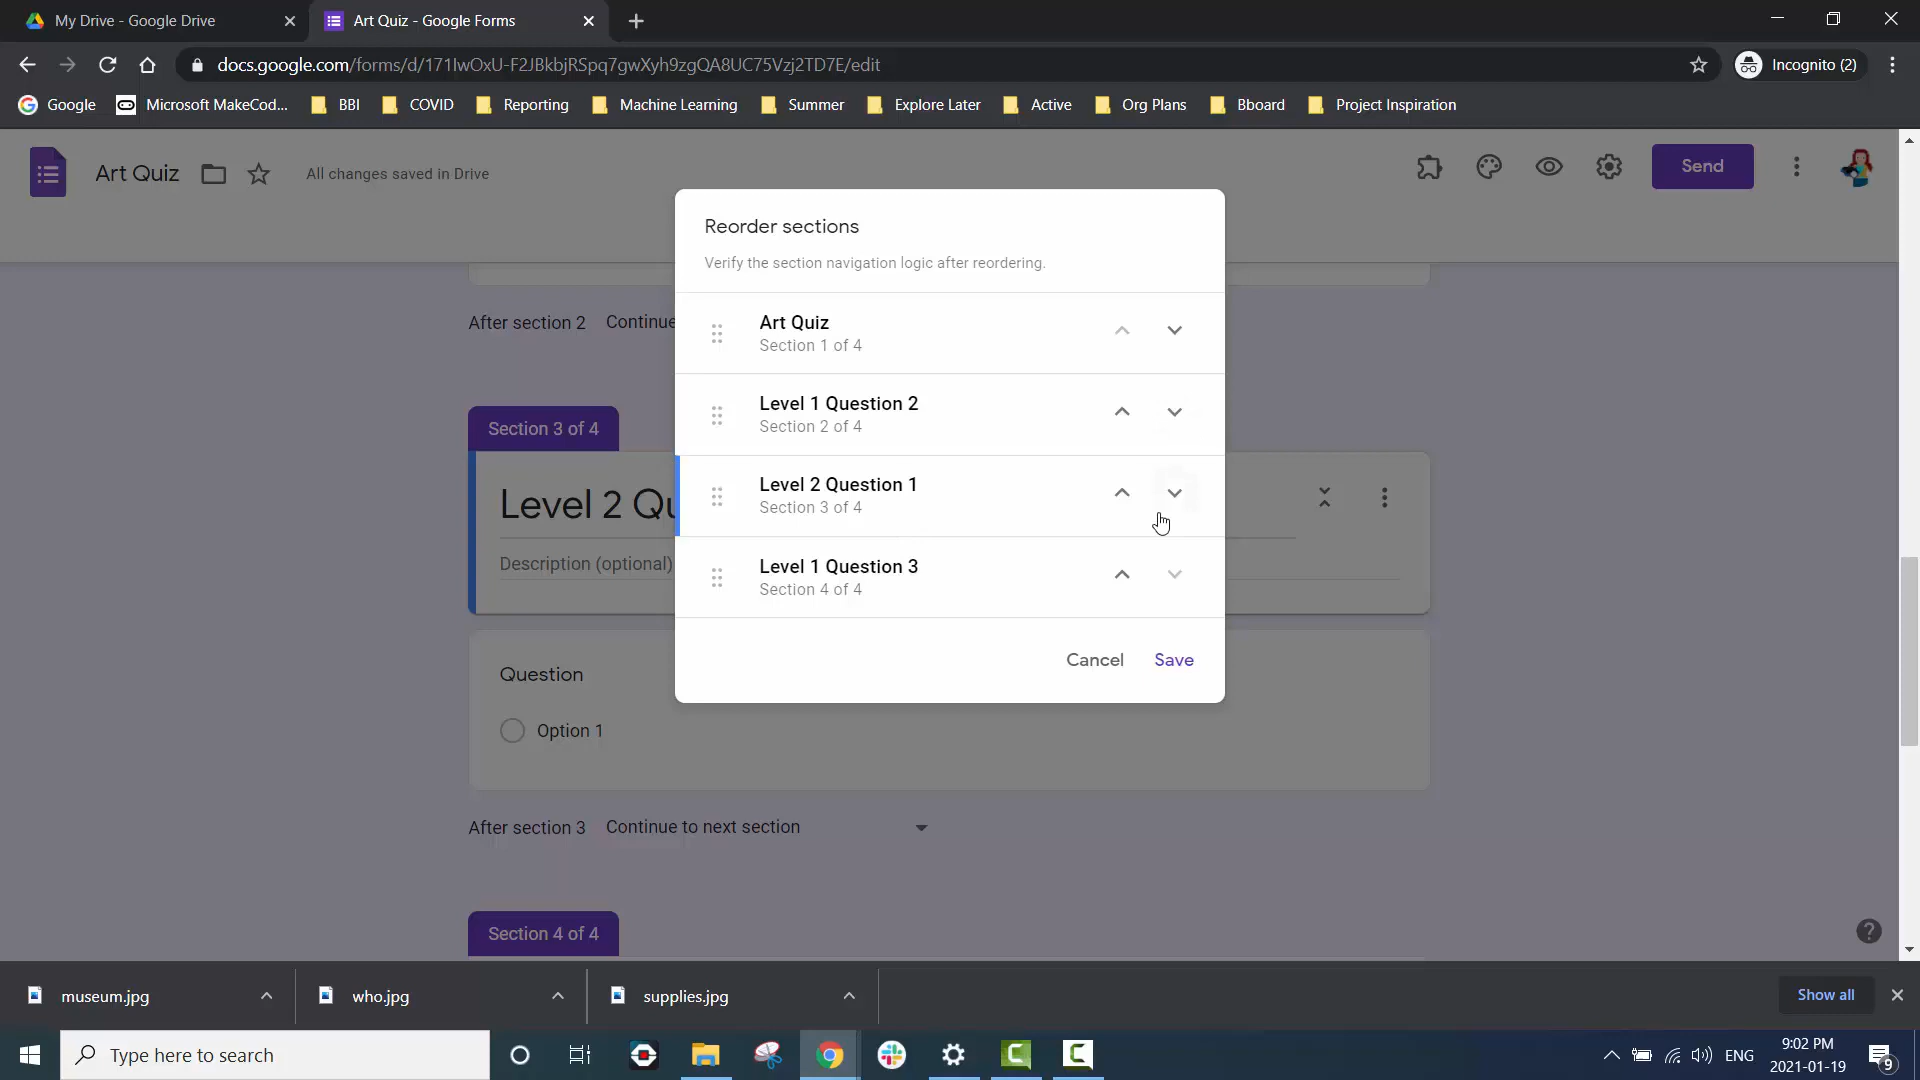 My Drive - Google Drive
Art Quiz - Google Forms
docs.google.com/forms/d/171IwOxU-F2JBkbjRSpq7gwXyh9zgQA8UC75Vzj2TD7E/edit
Incognito (2)
Google
Microsoft MakeCod...
BBI
COVID
Reporting
Machine Learning
Summer
Explore Later
Active
Org Plans
Bboard
Project Inspiration
Art Quiz
All changes saved in Drive
Send
Reorder sections
Verify the section navigation logic after reordering.
Art Quiz
Section 1 of 4
Level 1 Question 2
Section 2 of 4
Level 2 Question 1
Section 3 of 4
Level 1 Question 3
Section 4 of 4
Cancel
Save
After section 2
Continue
Section 3 of 4
Level 2 Qu
Description (optional)
Question
Option 1
After section 3
Continue to next section
Section 4 of 4
museum.jpg
who.jpg
supplies.jpg
Show all
Type here to search
ENG
9:02 PM
2021-01-19
9